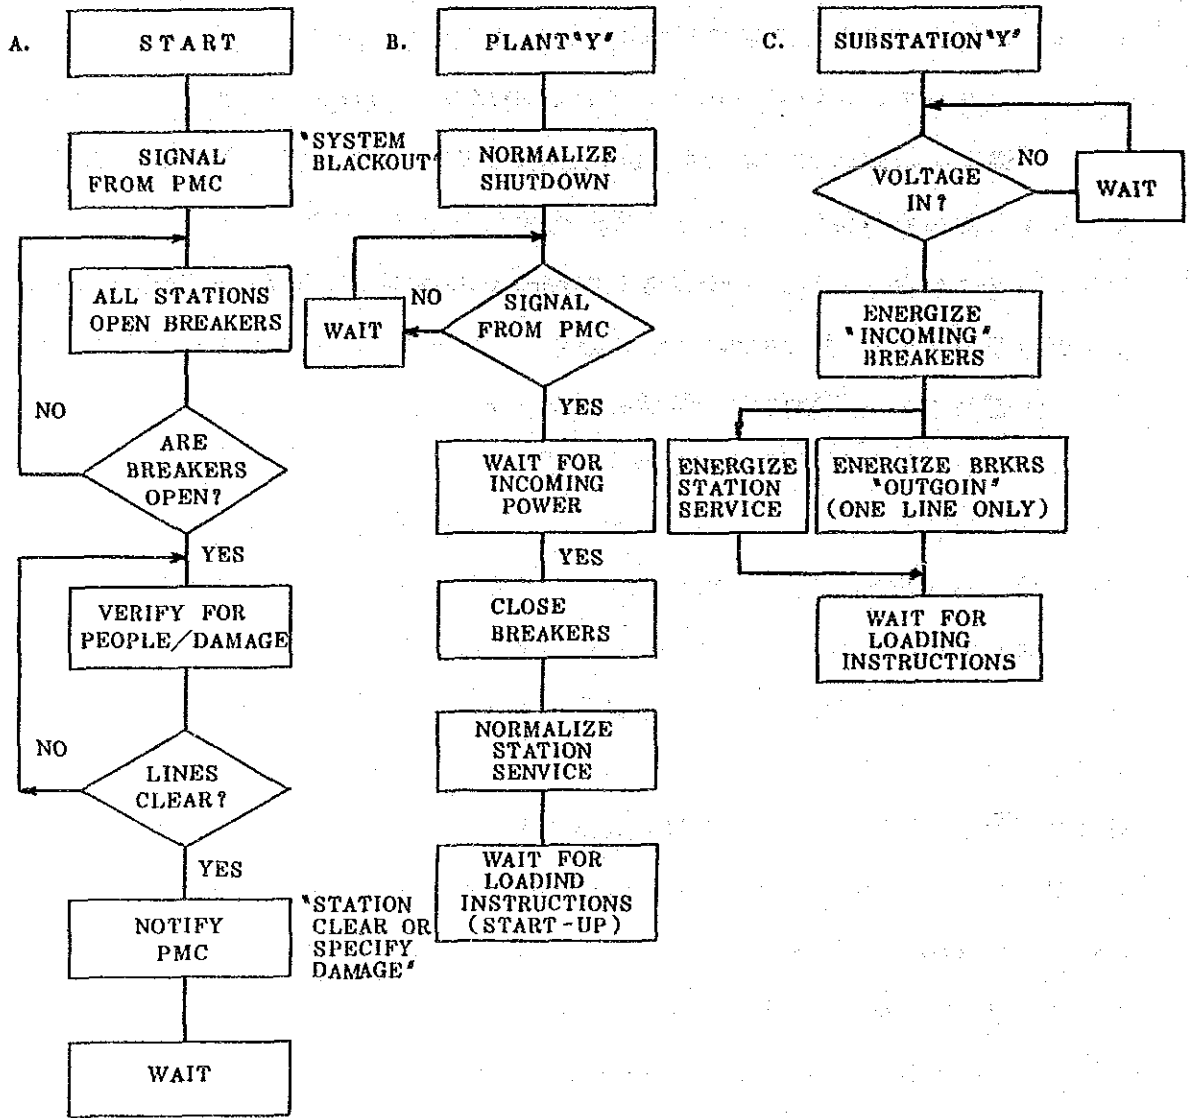 A.
START
SIGNAL
FROM PMC
"SYSTEM
BLACKOUT"
ALL STATIONS
OPEN BREAKERS
NO
ARE
BREAKERS
OPEN?
YES
VERIFY FOR
PEOPLE/DAMAGE
NO
LINES
CLEAR?
YES
NOTIFY
PMC
"STATION
CLEAR OR
SPECIFY
DAMAGE"
WAIT
B.
PLANT "Y"
NORMALIZE
SHUTDOWN
NO
WAIT
SIGNAL
FROM PMC
YES
WAIT FOR
INCOMING
POWER
YES
CLOSE
BREAKERS
NORMALIZE
STATION
SENVICE
WAIT FOR
LOADIND
INSTRUCTIONS
(START-UP)
C.
SUBSTATION "Y"
VOLTAGE
IN?
NO
WAIT
ENERGIZE
"INCOMING"
BREAKERS
ENERGIZE
STATION
SERVICE
ENERGIZE BRKRS
"OUTGOIN"
(ONE LINE ONLY)
WAIT FOR
LOADING
INSTRUCTIONS